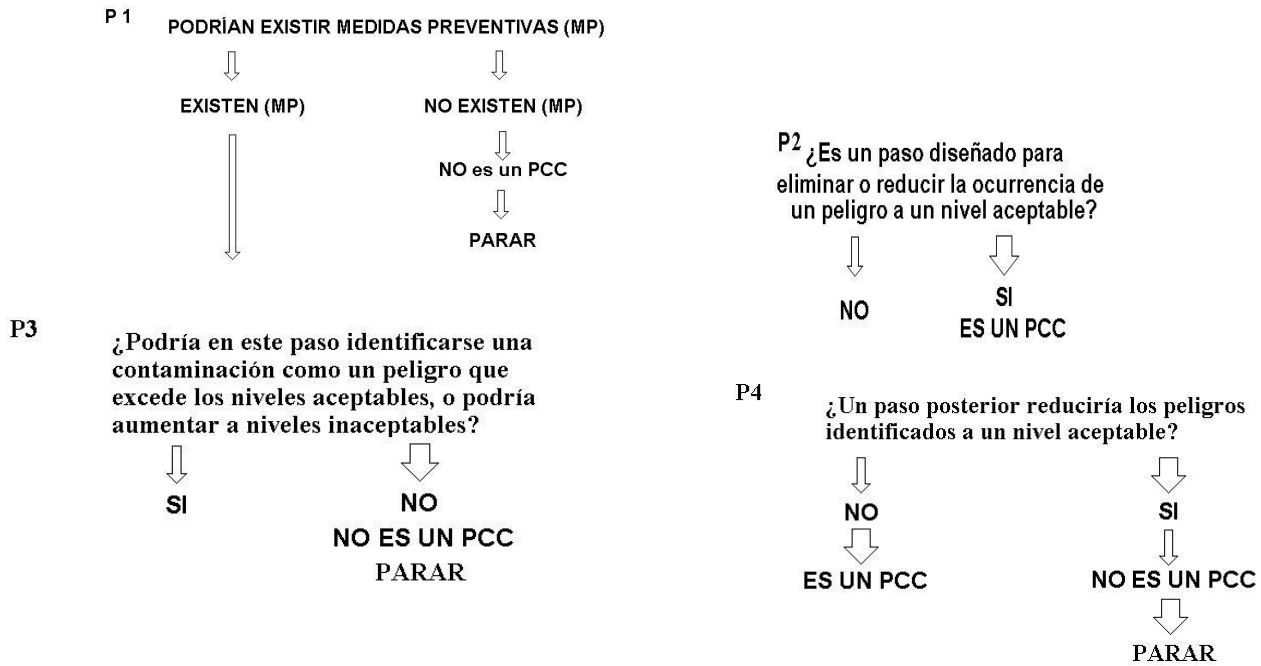 P 1
PODRÍAN EXISTIR MEDIDAS PREVENTIVAS (MP)
EXISTEN (MP)
NO EXISTEN (MP)
NO es un PCC
PARAR
P2 ¿Es un paso diseñado para
eliminar o reducir la ocurrencia de
un peligro a un nivel aceptable?
NO
SI
ES UN PCC
P3
¿Podría en este paso identificarse una
contaminación como un peligro que
excede los niveles aceptables, o podría
aumentar a niveles inaceptables?
SI
NO
NO ES UN PCC
PARAR
P4
¿Un paso posterior reduciría los peligros
identificados a un nivel aceptable?
NO
ES UN PCC
SI
NO ES UN PCC
PARAR